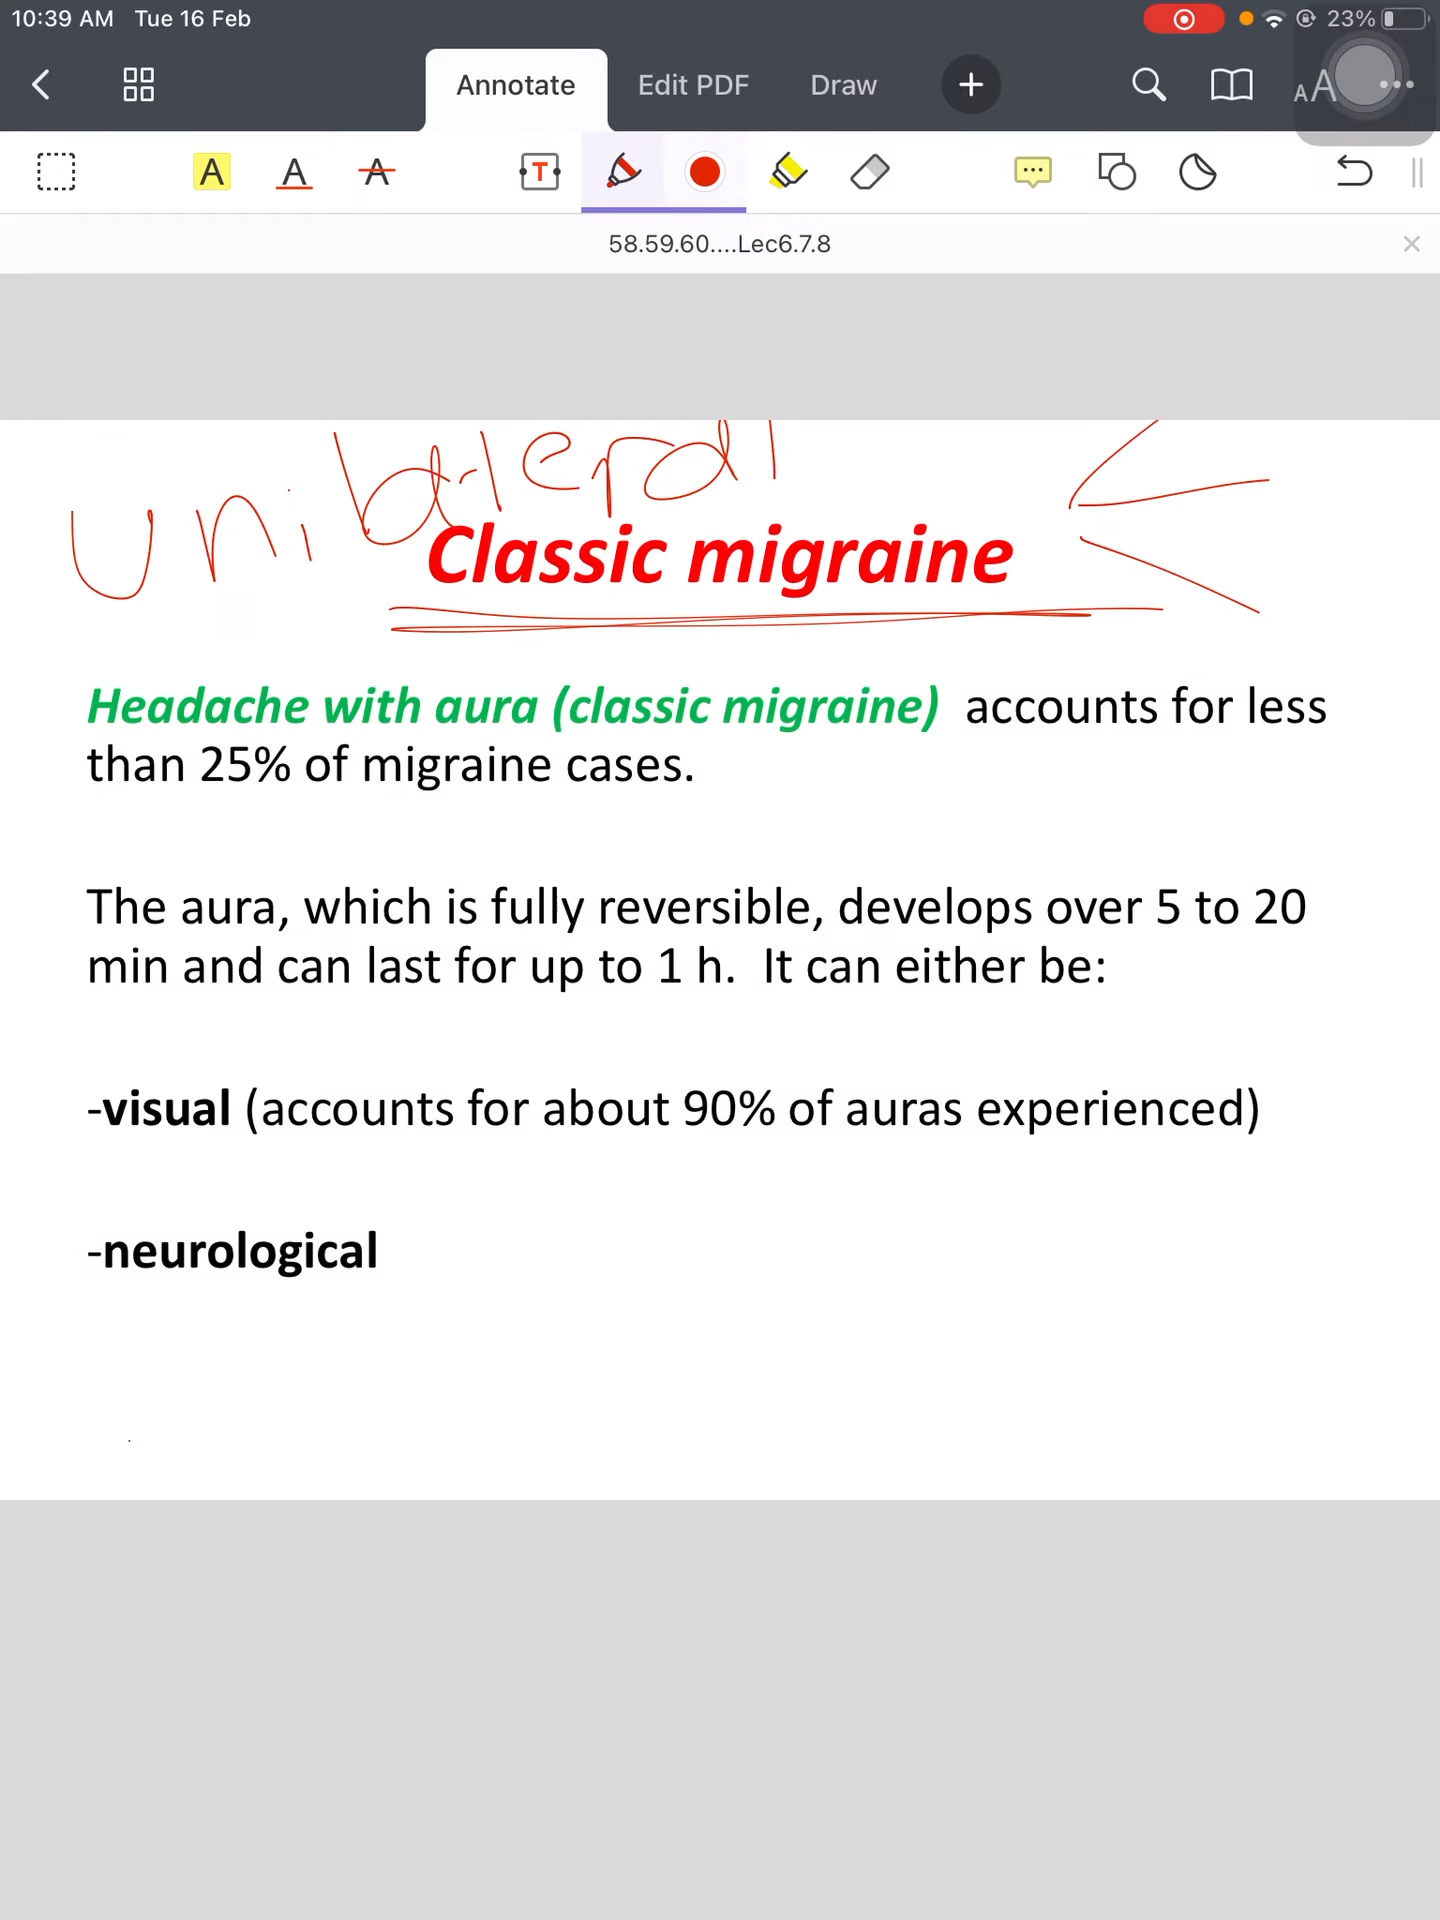 10:39 AM Tue 16 Feb
23%
Annotate
Edit PDF
Draw
AA
A A A T
58.59.60....Lec6.7.8
unibaleral
Classic migraine
Headache with aura (classic migraine) accounts for less
than 25% of migraine cases.
The aura, which is fully reversible, develops over 5 to 20
min and can last for up to 1 h. It can either be:
-visual (accounts for about 90% of auras experienced)
-neurological